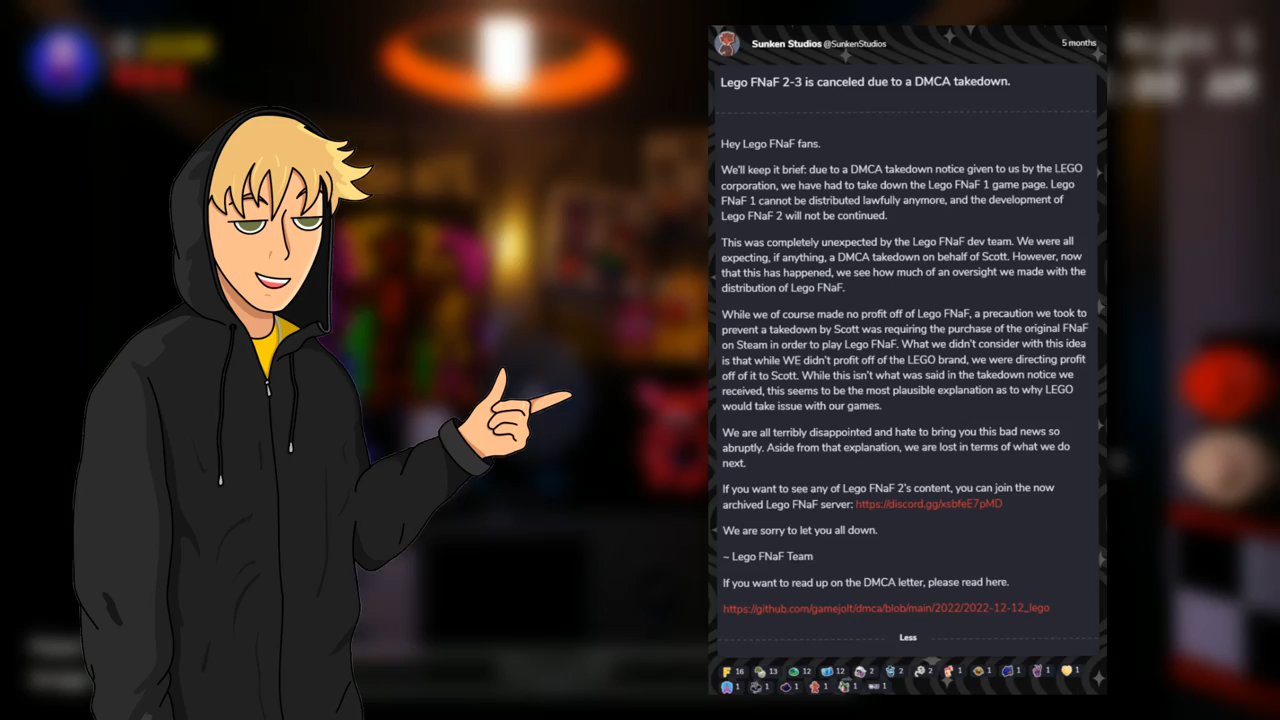 Sunken Studios @SunkenStudios 5 months
Lego FNaF 2-3 is canceled due to a DMCA takedown.
Hey Lego FNaF fans.
We'll keep it brief: due to a DMCA takedown notice given to us by the LEGO
corporation, we have had to take down the Lego FNaF 1 game page. Lego
FNaF 1 cannot be distributed lawfully anymore, and the development of
Lego FNaF 2 will not be continued.
This was completely unexpected by the Lego FNaF dev team. We were all
expecting, if anything, a DMCA takedown on behalf of Scott. However, now
that this has happened, we see how much of an oversight we made with the
distribution of Lego FNaF.
While we of course made no profit off of Lego FNaF, a precaution we took to
prevent a takedown by Scott was requiring the purchase of the original FNaF
on Steam in order to play Lego FNaF. What we didn't consider with this idea
is that while WE didn't profit off of the LEGO brand, we were directing profit
off of it to Scott. While this isn't what was said in the takedown notice we
received, this seems to be the most plausible explanation as to why LEGO
would take issue with our games.
We are all terribly disappointed and hate to bring you this bad news so
abruptly. Aside from that explanation, we are lost in terms of what we do
next.
If you want to see any of Lego FNaF 2's content, you can join the now
archived Lego FNaF server: https://discord.gg/xsbfeE7pMD
We are sorry to let you all down.
~ Lego FNaF Team
If you want to read up on the DMCA letter, please read here.
https://github.com/gamejolt/dmca/blob/main/2022/2022-12-12_lego
Less
16 13 12 12 2 2 2 1 1 1 1 1
1 1 1 1 1 1